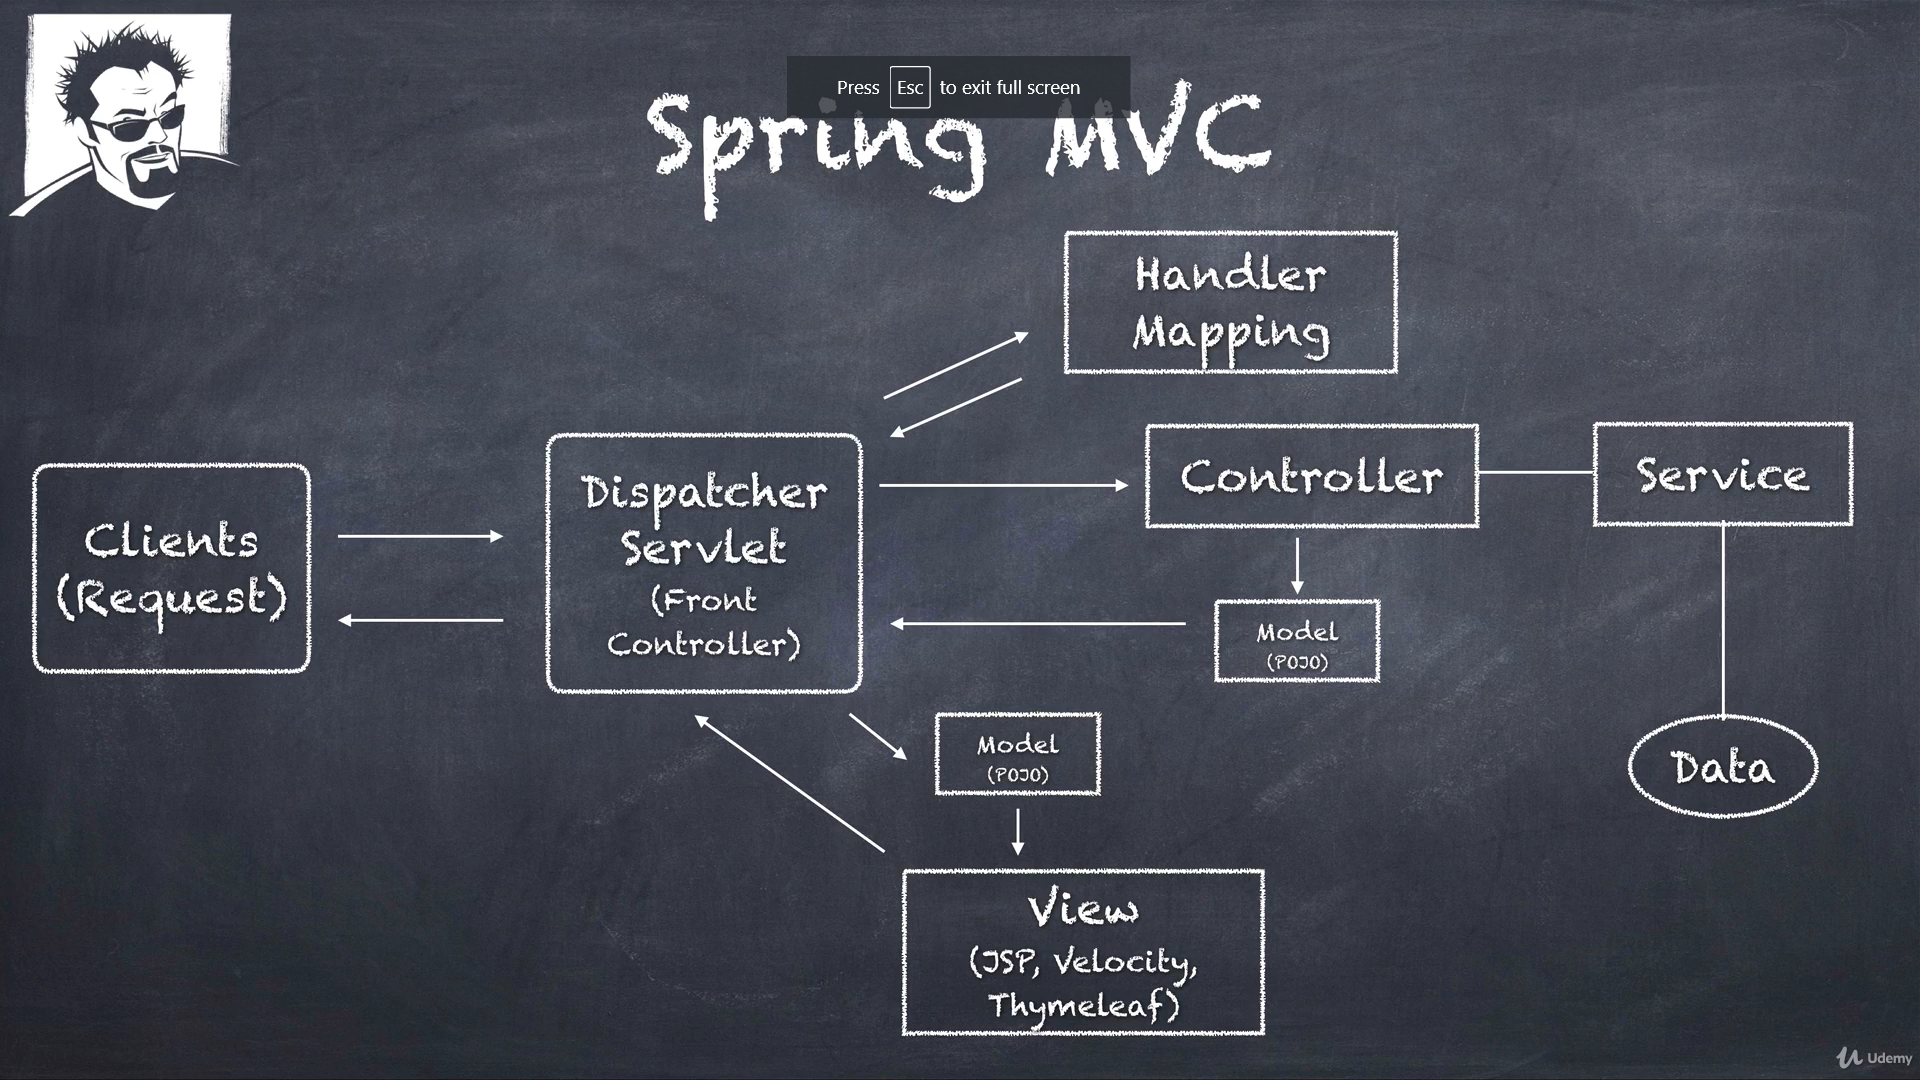 Press Esc to exit full screen
Spring MVC
Handler
Mapping
Clients
(Request)
Dispatcher
Servlet
(Front
Controller)
Controller
Service
Model
(POJO)
Model
(POJO)
Data
View
(JSP, Velocity,
Thymeleaf)
Udemy